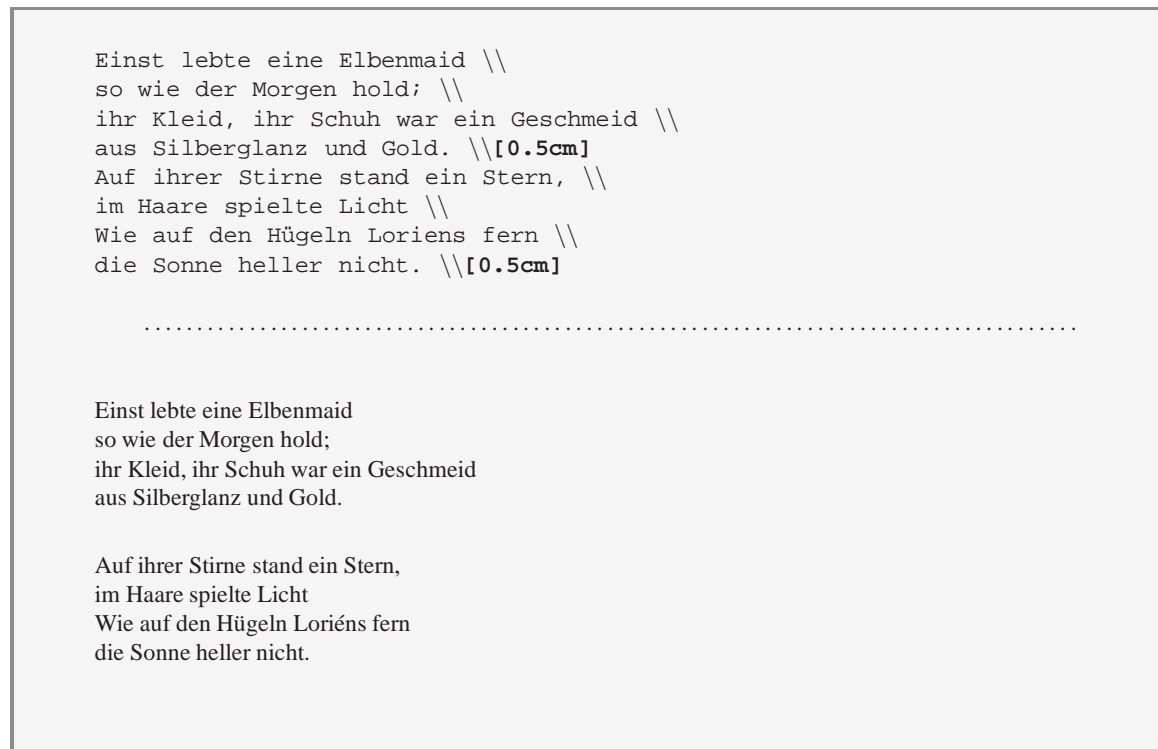 Einst lebte eine Elbenmaid \\
so wie der Morgen hold; \\
ihr Kleid, ihr Schuh war ein Geschmeid \\
aus Silberglanz und Gold. \\[0.5cm]
Auf ihrer Stirne stand ein Stern, \\
im Haare spielte Licht \\
Wie auf den Hügeln Loriens fern \\
die Sonne heller nicht. \\[0.5cm]
Einst lebte eine Elbenmaid
so wie der Morgen hold;
ihr Kleid, ihr Schuh war ein Geschmeid
aus Silberglanz und Gold.
Auf ihrer Stirne stand ein Stern,
im Haare spielte Licht
Wie auf den Hügeln Loriéns fern
die Sonne heller nicht.